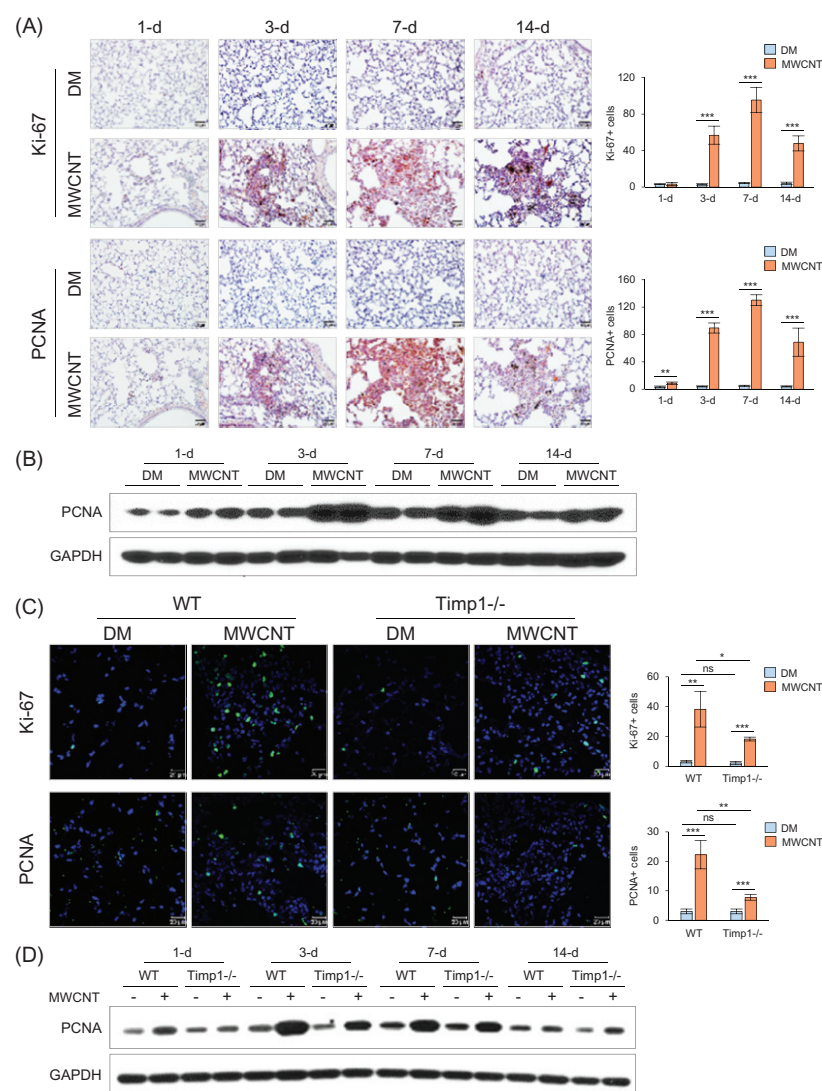 (A)
1-d 3-d 7-d 14-d
Ki-67
DM
MWCNT
PCNA
DM
MWCNT
DM
MWCNT
120
80
40
0
Ki-67+ cells
*** *** ***
1-d 3-d 7-d 14-d
DM
MWCNT
160
120
80
40
0
PCNA+ cells
** *** *** ***
1-d 3-d 7-d 14-d
(B)
1-d 3-d 7-d 14-d
DM MWCNT DM MWCNT DM MWCNT DM MWCNT
PCNA
GAPDH
(C)
WT Timp1-/-
DM MWCNT DM MWCNT
Ki-67
PCNA
DM
MWCNT
60
40
20
0
Ki-67+ cells
*
ns
**
***
WT Timp1-/-
DM
MWCNT
30
20
10
0
PCNA+ cells
**
ns
***
***
WT Timp1-/-
(D)
1-d 3-d 7-d 14-d
WT Timp1-/- WT Timp1-/- WT Timp1-/- WT Timp1-/-
MWCNT - + - + - + - + - + - + - + - +
PCNA
GAPDH